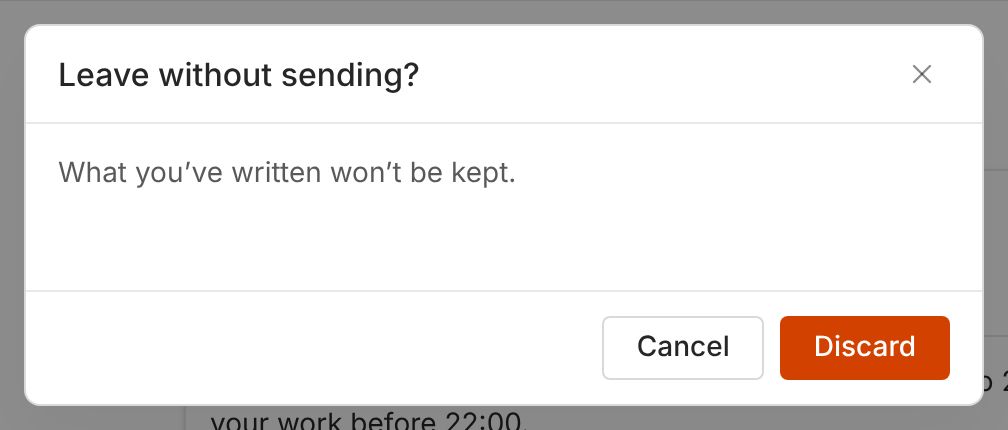 Leave without sending?
What you’ve written won’t be kept.
Cancel
Discard
your work before 22:00.